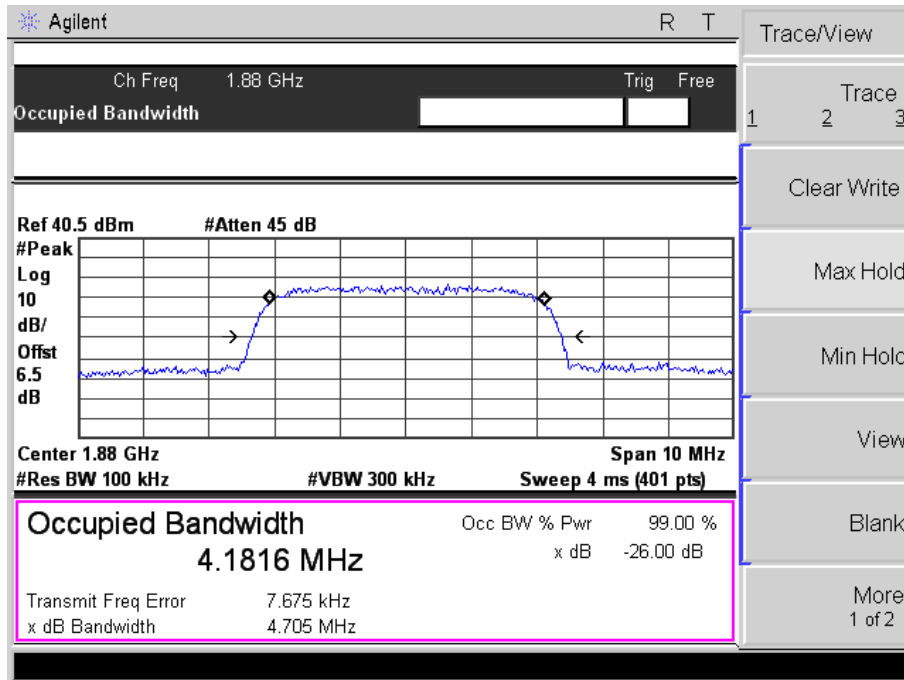 Agilent R T
Ch Freq 1.88 GHz Trig Free
Occupied Bandwidth
Ref 40.5 dBm #Atten 45 dB
#Peak
Log
10
dB/
Offst
6.5
dB
Center 1.88 GHz Span 10 MHz
#Res BW 100 kHz #VBW 300 kHz Sweep 4 ms (401 pts)
Occupied Bandwidth Occ BW % Pwr 99.00 %
4.1816 MHz x dB -26.00 dB
Transmit Freq Error 7.675 kHz
x dB Bandwidth 4.705 MHz
Trace/View
Trace
1 2 3
Clear Write
Max Hold
Min Hold
View
Blank
More
1 of 2